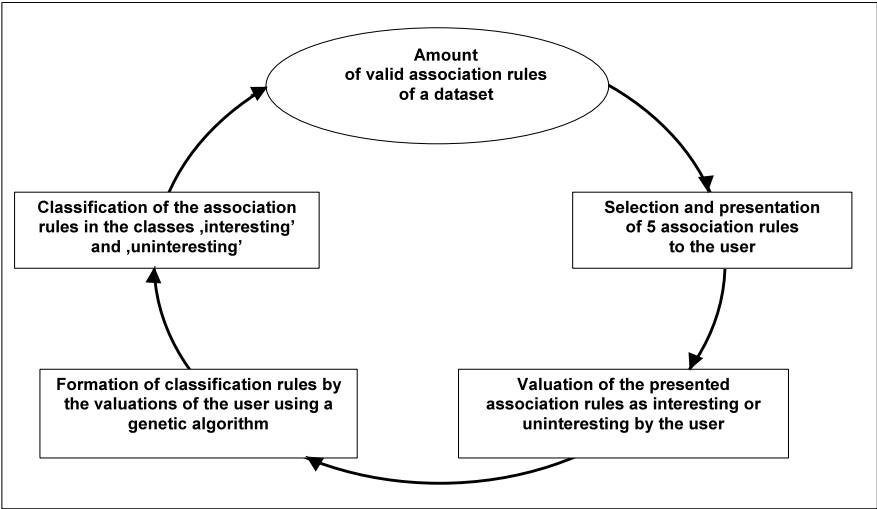 Amount
of valid association rules
of a dataset
Classification of the association
rules in the classes ‚interesting’
and ‚uninteresting’
Selection and presentation
of 5 association rules
to the user
Formation of classification rules by
the valuations of the user using a
genetic algorithm
Valuation of the presented
association rules as interesting or
uninteresting by the user